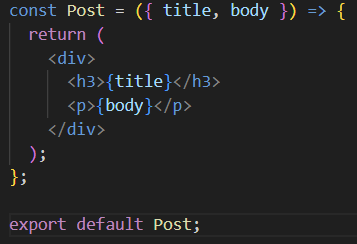 const Post = ({ title, body }) => {
  return (
    <div>
      <h3>{title}</h3>
      <p>{body}</p>
    </div>
  );
};

export default Post;